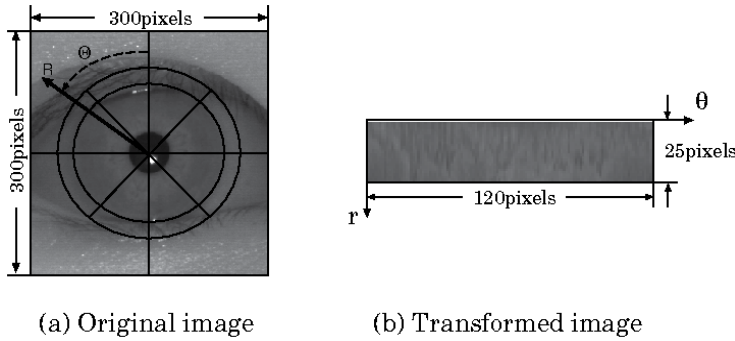 300pixels
Θ
R
300pixels
θ
25pixels
120pixels
r
(a) Original image
(b) Transformed image